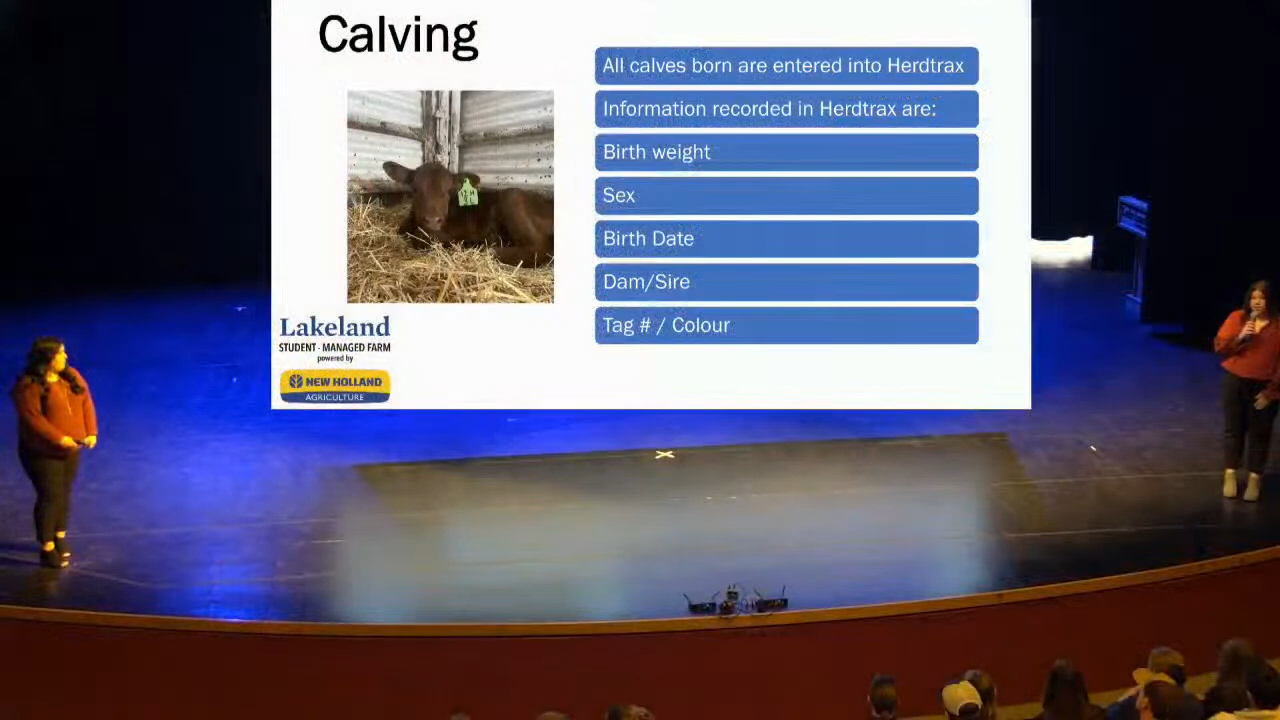 Calving
All calves born are entered into Herdtrax
Information recorded in Herdtrax are:
Birth weight
Sex
Birth Date
Dam/Sire
Tag # / Colour
Lakeland
STUDENT-MANAGED FARM
powered by
NEW HOLLAND
AGRICULTURE